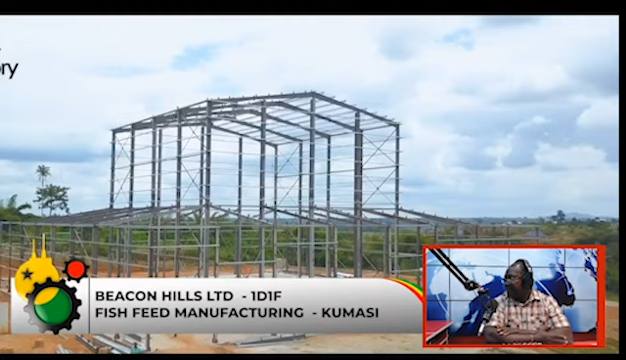 BEACON HILLS LTD - 1D1F
FISH FEED MANUFACTURING - KUMASI